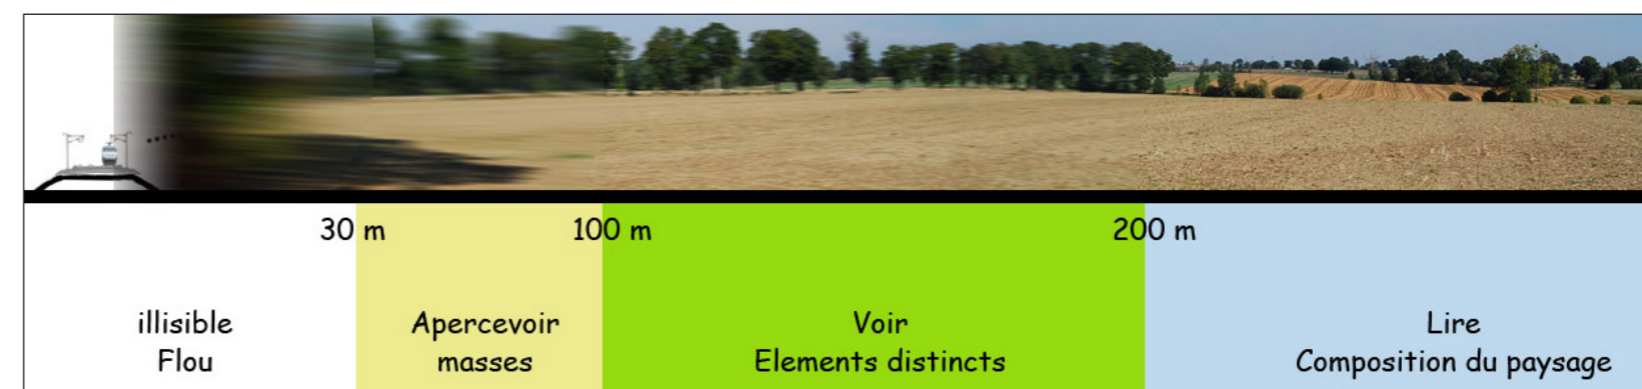 30 m
100 m
200 m
illisible
Flou
Apercevoir
masses
Voir
Elements distincts
Lire
Composition du paysage